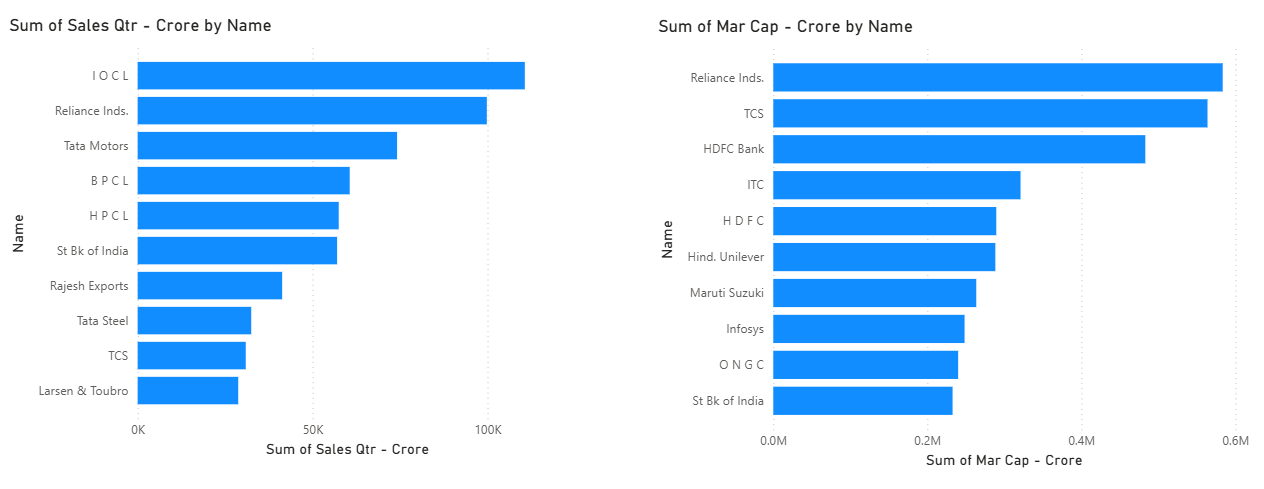 Sum of Sales Qtr - Crore by Name
Name
I O C L
Reliance Inds.
Tata Motors
B P C L
H P C L
St Bk of India
Rajesh Exports
Tata Steel
TCS
Larsen & Toubro
0K 50K 100K
Sum of Sales Qtr - Crore
Sum of Mar Cap - Crore by Name
Name
Reliance Inds.
TCS
HDFC Bank
ITC
H D F C
Hind. Unilever
Maruti Suzuki
Infosys
O N G C
St Bk of India
0.0M 0.2M 0.4M 0.6M
Sum of Mar Cap - Crore